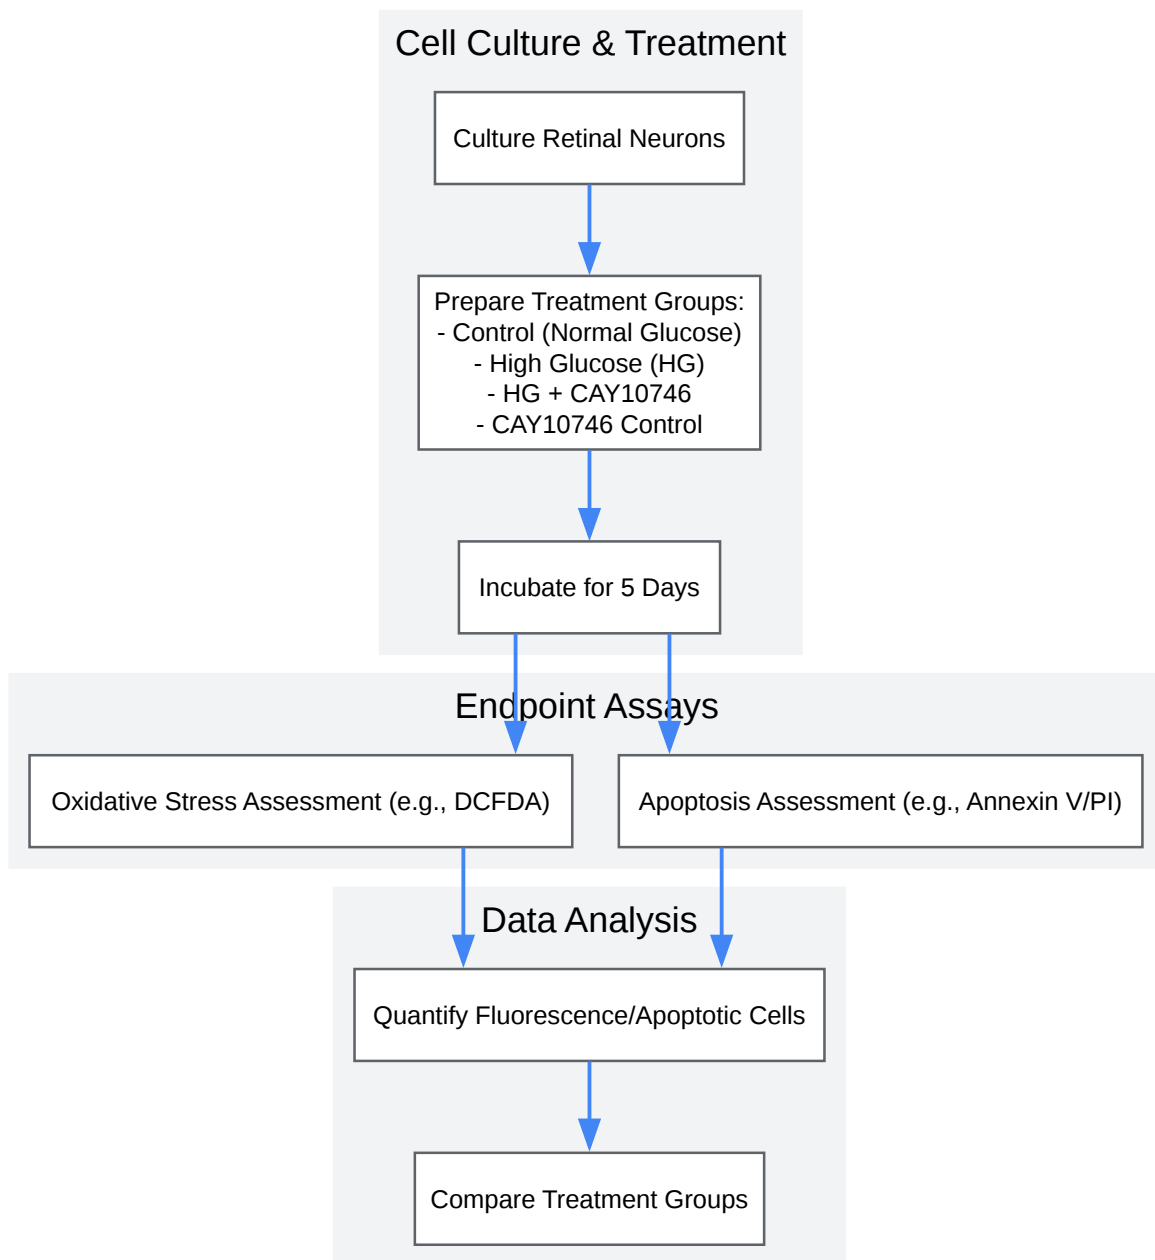 Cell Culture & Treatment
Culture Retinal Neurons
Prepare Treatment Groups:
- Control (Normal Glucose)
- High Glucose (HG)
- HG + CAY10746
- CAY10746 Control
Incubate for 5 Days
Endpoint Assays
Oxidative Stress Assessment (e.g., DCFDA)
Apoptosis Assessment (e.g., Annexin V/PI)
Data Analysis
Quantify Fluorescence/Apoptotic Cells
Compare Treatment Groups